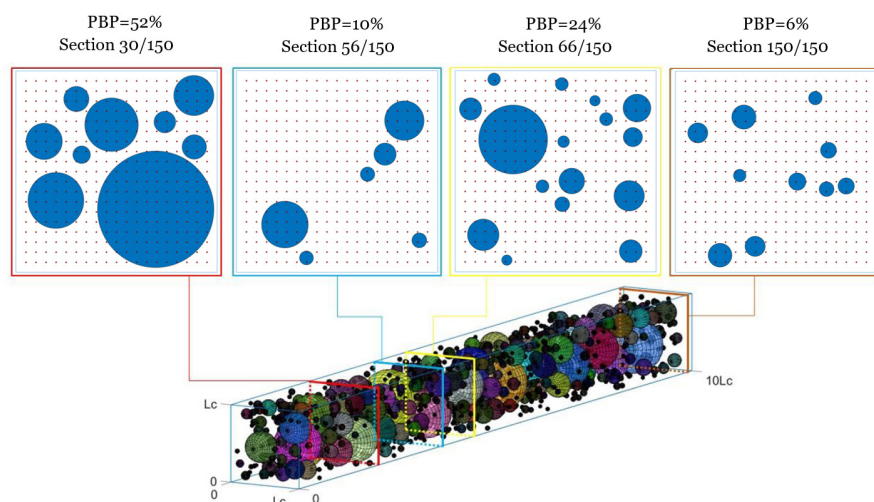 PBP=52%
Section 30/150
PBP=10%
Section 56/150
PBP=24%
Section 66/150
PBP=6%
Section 150/150
Lc
0
0
Lc
0
10Lc